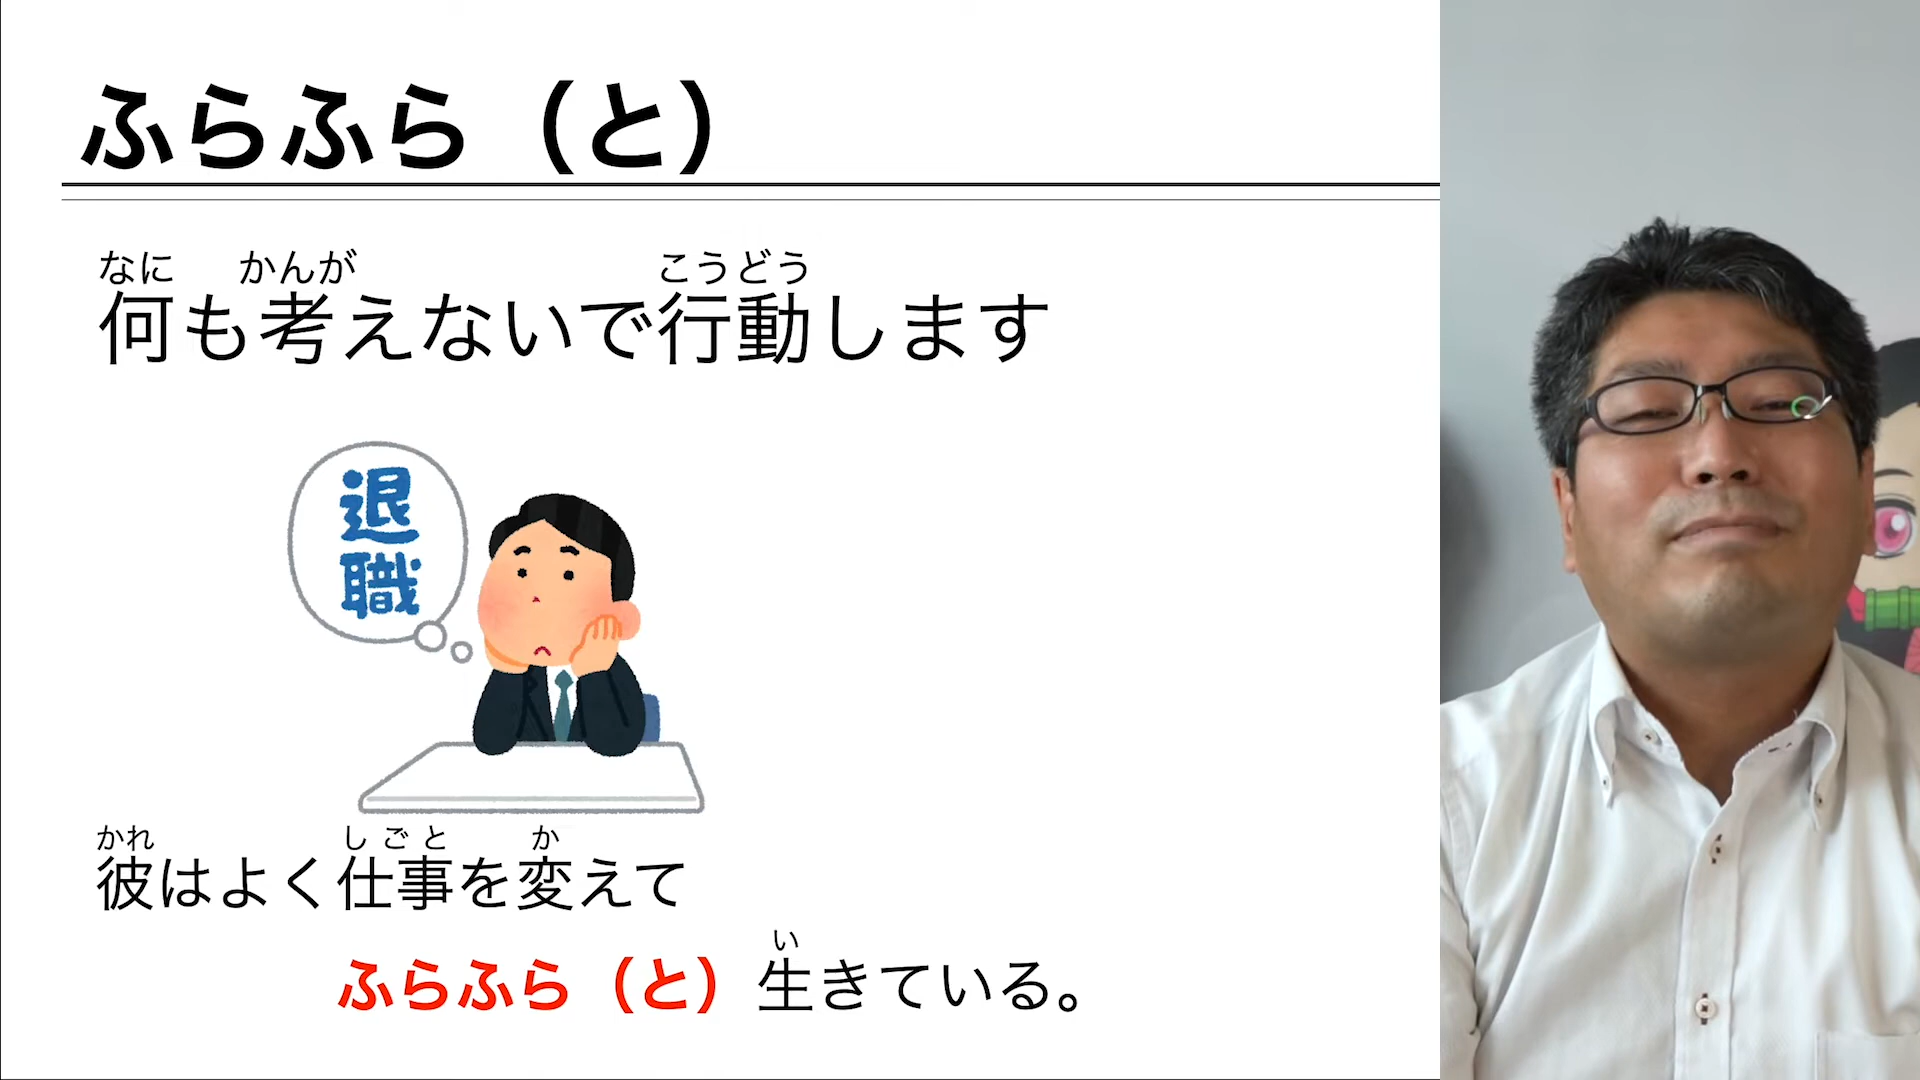 ふらふら（と）
なに かんが こうどう
何も考えないで行動します
退
職
かれ しごと か
彼はよく仕事を変えて
い
ふらふら（と）生きている。